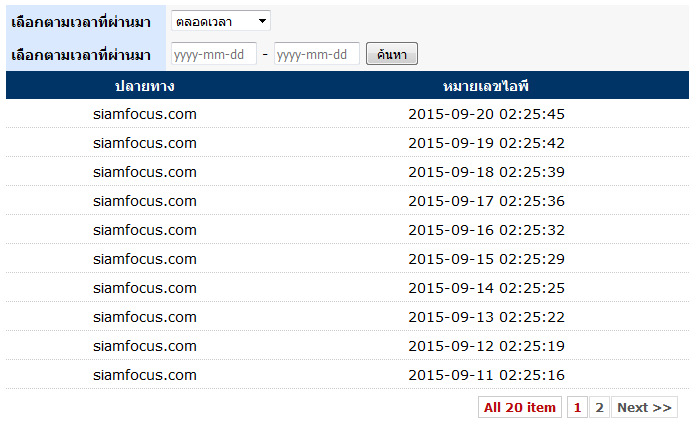 เลือกตามเวลาที่ผ่านมา ตลอดเวลา
เลือกตามเวลาที่ผ่านมา yyyy-mm-dd - yyyy-mm-dd ค้นหา
ปลายทาง หมายเลขไอพี
siamfocus.com 2015-09-20 02:25:45
siamfocus.com 2015-09-19 02:25:42
siamfocus.com 2015-09-18 02:25:39
siamfocus.com 2015-09-17 02:25:36
siamfocus.com 2015-09-16 02:25:32
siamfocus.com 2015-09-15 02:25:29
siamfocus.com 2015-09-14 02:25:25
siamfocus.com 2015-09-13 02:25:22
siamfocus.com 2015-09-12 02:25:19
siamfocus.com 2015-09-11 02:25:16
All 20 item 1 2 Next >>